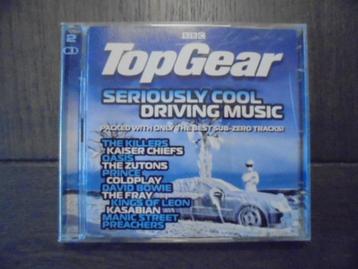 BBC
TopGear
SERIOUSLY COOL
DRIVING MUSIC
PACKED WITH ONLY THE BEST SUB-ZERO TRACKS!
THE KILLERS
KAISER CHIEFS
OASIS
THE ZUTONS
PRINCE
COLDPLAY
DAVID BOWIE
THE FRAY
KINGS OF LEON
KASABIAN
MANIC STREET
PREACHERS
2
CD